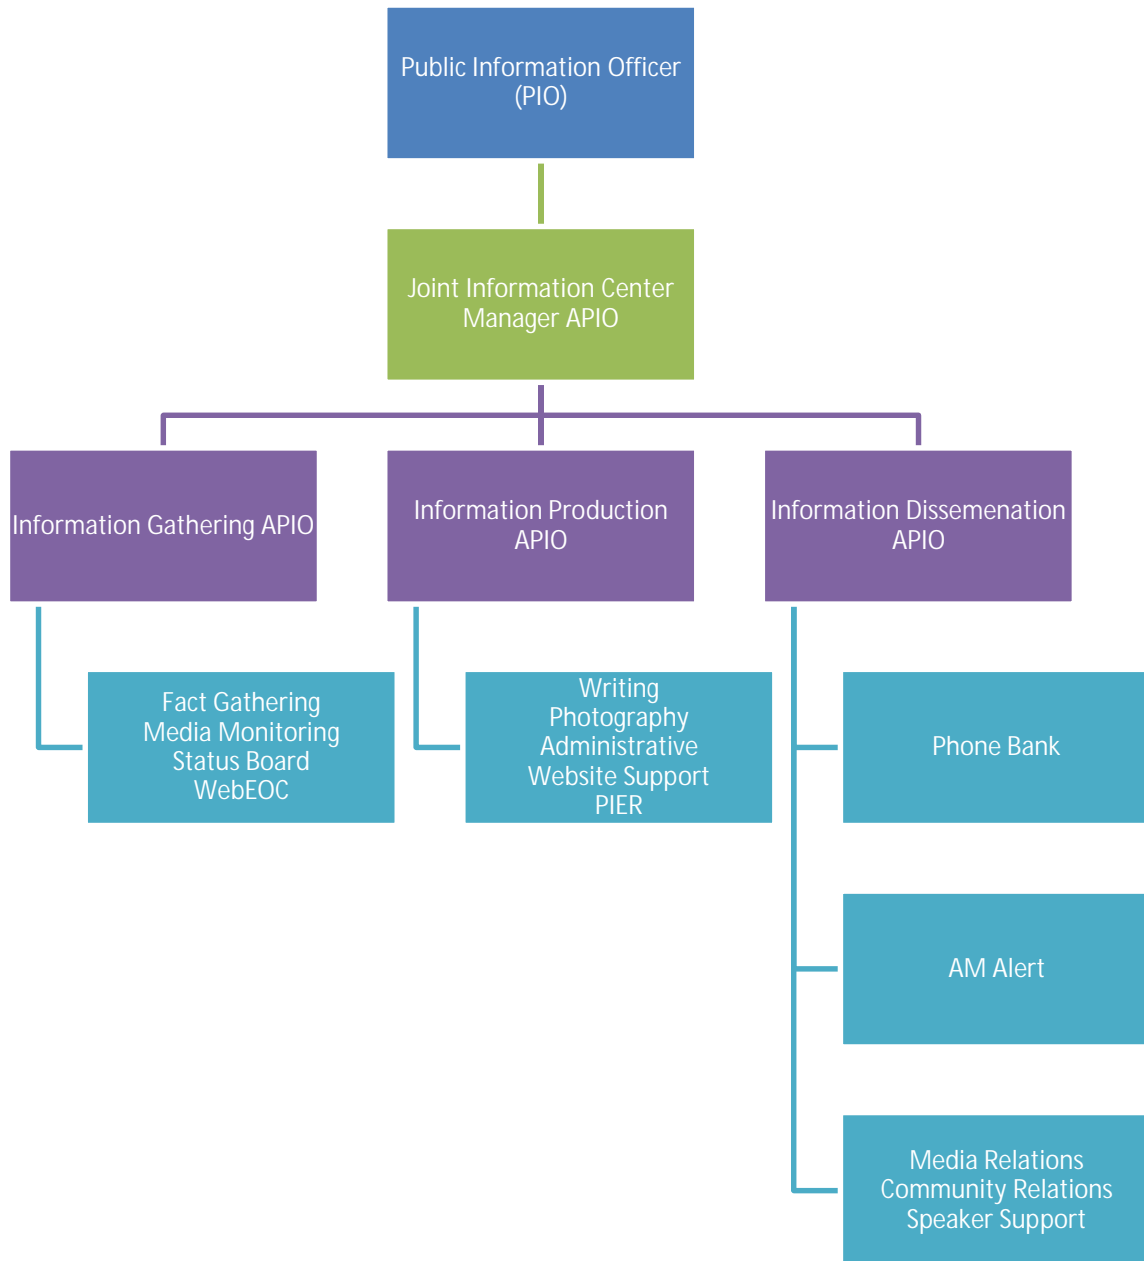 Public Information Officer
(PIO)
Joint Information Center
Manager APIO
Information Gathering APIO
Information Production
APIO
Information Dissemenation
APIO
Fact Gathering
Media Monitoring
Status Board
WebEOC
Writing
Photography
Administrative
Website Support
PIER
Phone Bank
AM Alert
Media Relations
Community Relations
Speaker Support